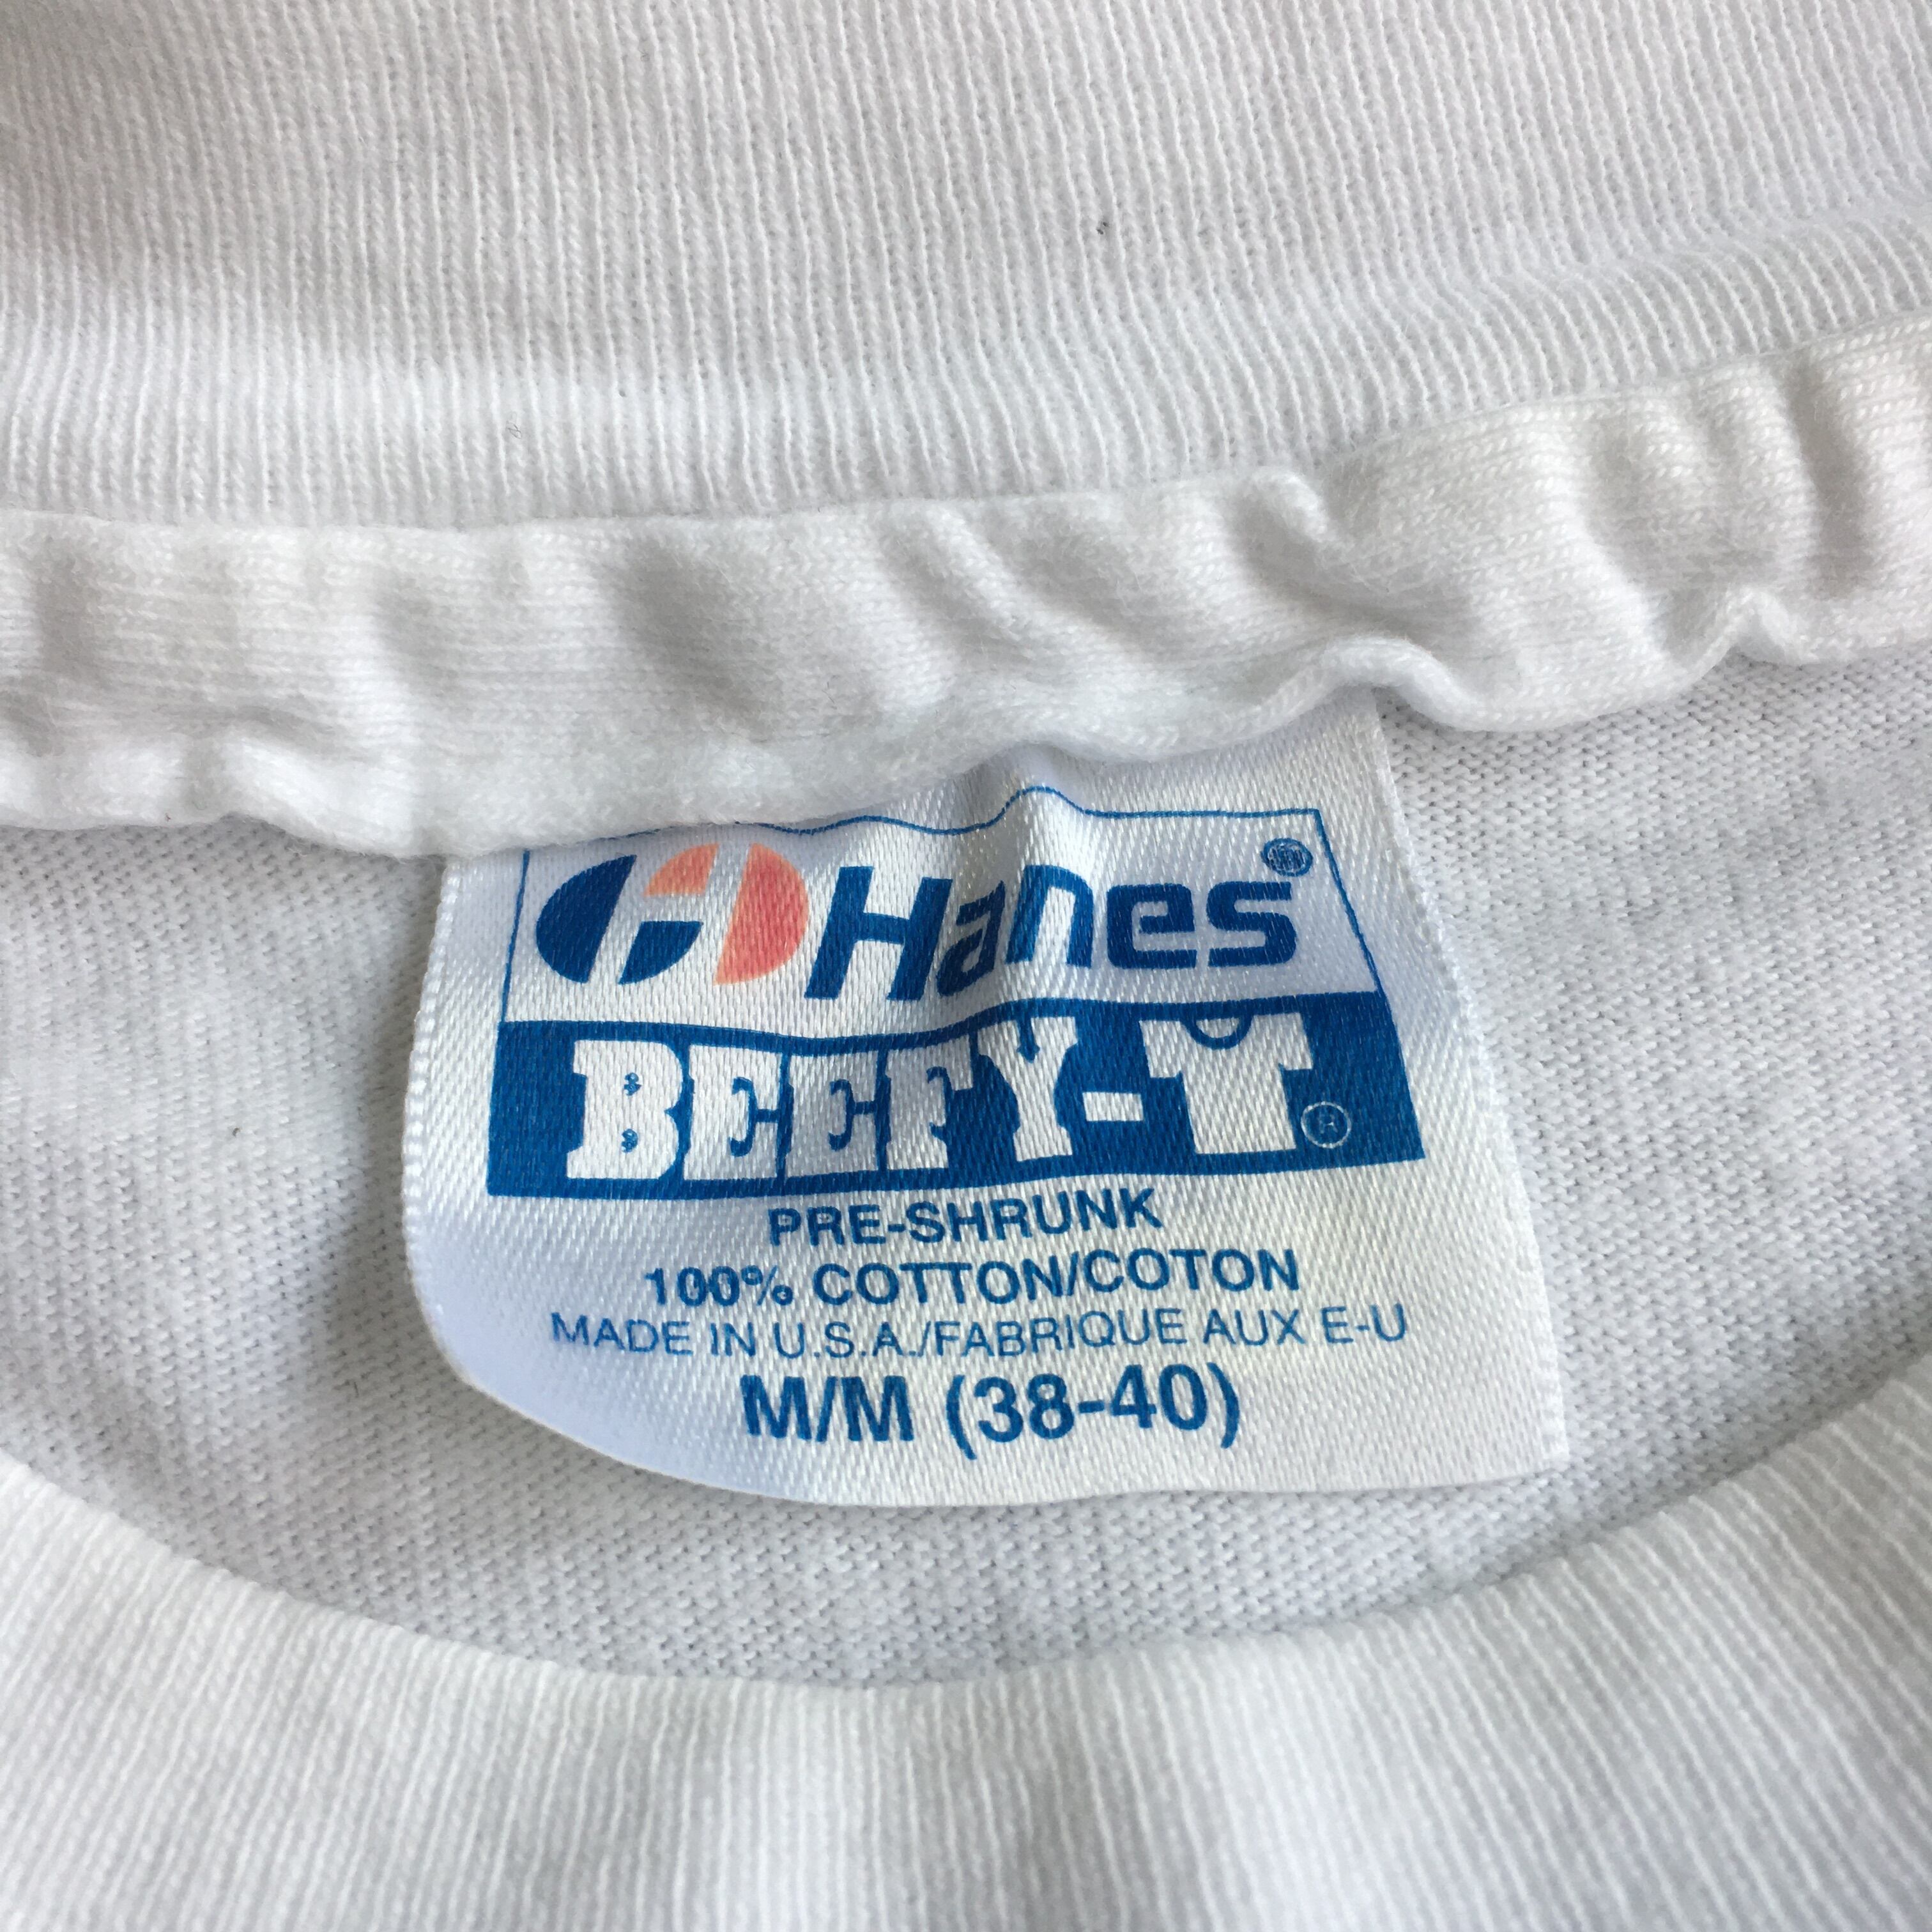 Hanes®
BEEFY-T®
PRE-SHRUNK
100% COTTON/COTON
MADE IN U.S.A./FABRIQUE AUX E-U
M/M (38-40)